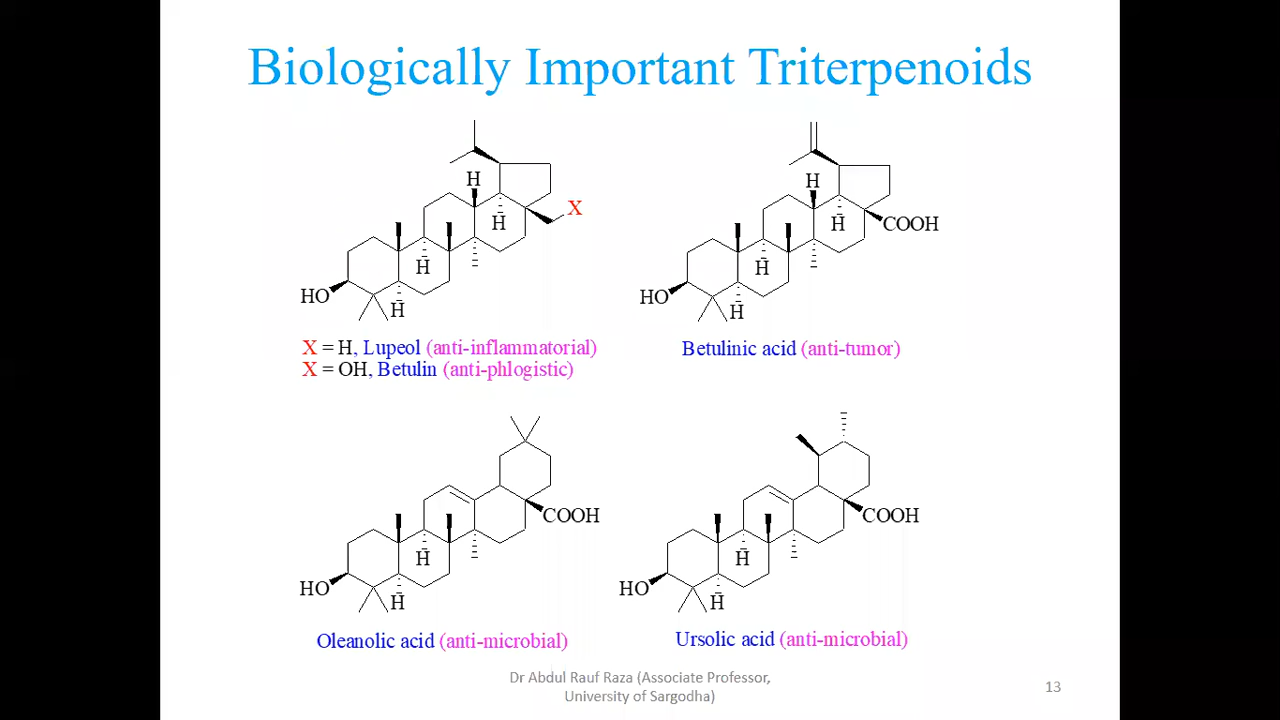 Biologically Important Triterpenoids
H
X
H
H
HO
H
X = H, Lupeol (anti-inflammatorial)
X = OH, Betulin (anti-phlogistic)
H
H
COOH
H
HO
H
Betulinic acid (anti-tumor)
COOH
H
HO
H
Oleanolic acid (anti-microbial)
COOH
H
HO
H
Ursolic acid (anti-microbial)
Dr Abdul Rauf Raza (Associate Professor,
University of Sargodha)
13